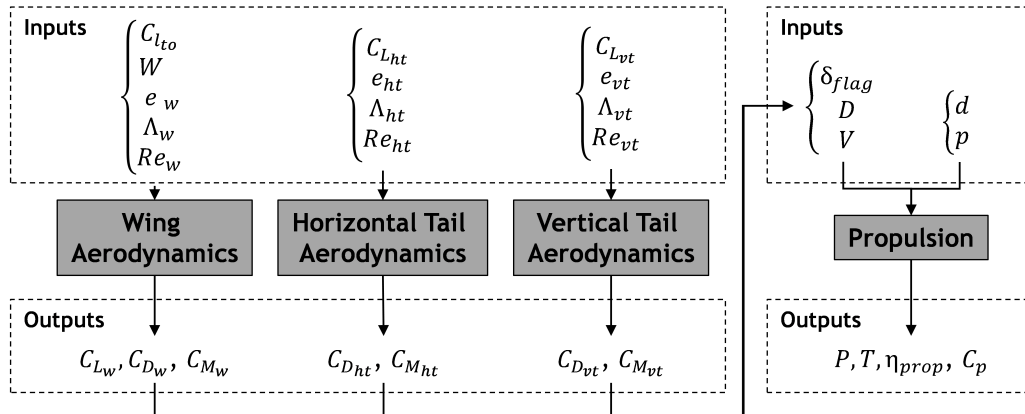 Inputs
C_{l_{to}}
W
e_w
Λ_w
Re_w
C_{L_{ht}}
e_{ht}
Λ_{ht}
Re_{ht}
C_{L_{vt}}
e_{vt}
Λ_{vt}
Re_{vt}
Wing
Aerodynamics
Horizontal Tail
Aerodynamics
Vertical Tail
Aerodynamics
Outputs
C_{L_w}, C_{D_w}, C_{M_w}
C_{D_{ht}}, C_{M_{ht}}
C_{D_{vt}}, C_{M_{vt}}
Inputs
δ_{flag}
D
V
d
p
Propulsion
Outputs
P, T, η_{prop}, C_p